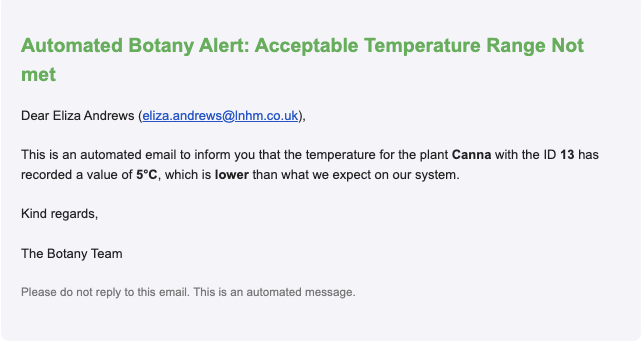 Automated Botany Alert: Acceptable Temperature Range Not
met
Dear Eliza Andrews (eliza.andrews@lnhm.co.uk),
This is an automated email to inform you that the temperature for the plant Canna with the ID 13 has
recorded a value of 5°C, which is lower than what we expect on our system.
Kind regards,
The Botany Team
Please do not reply to this email. This is an automated message.